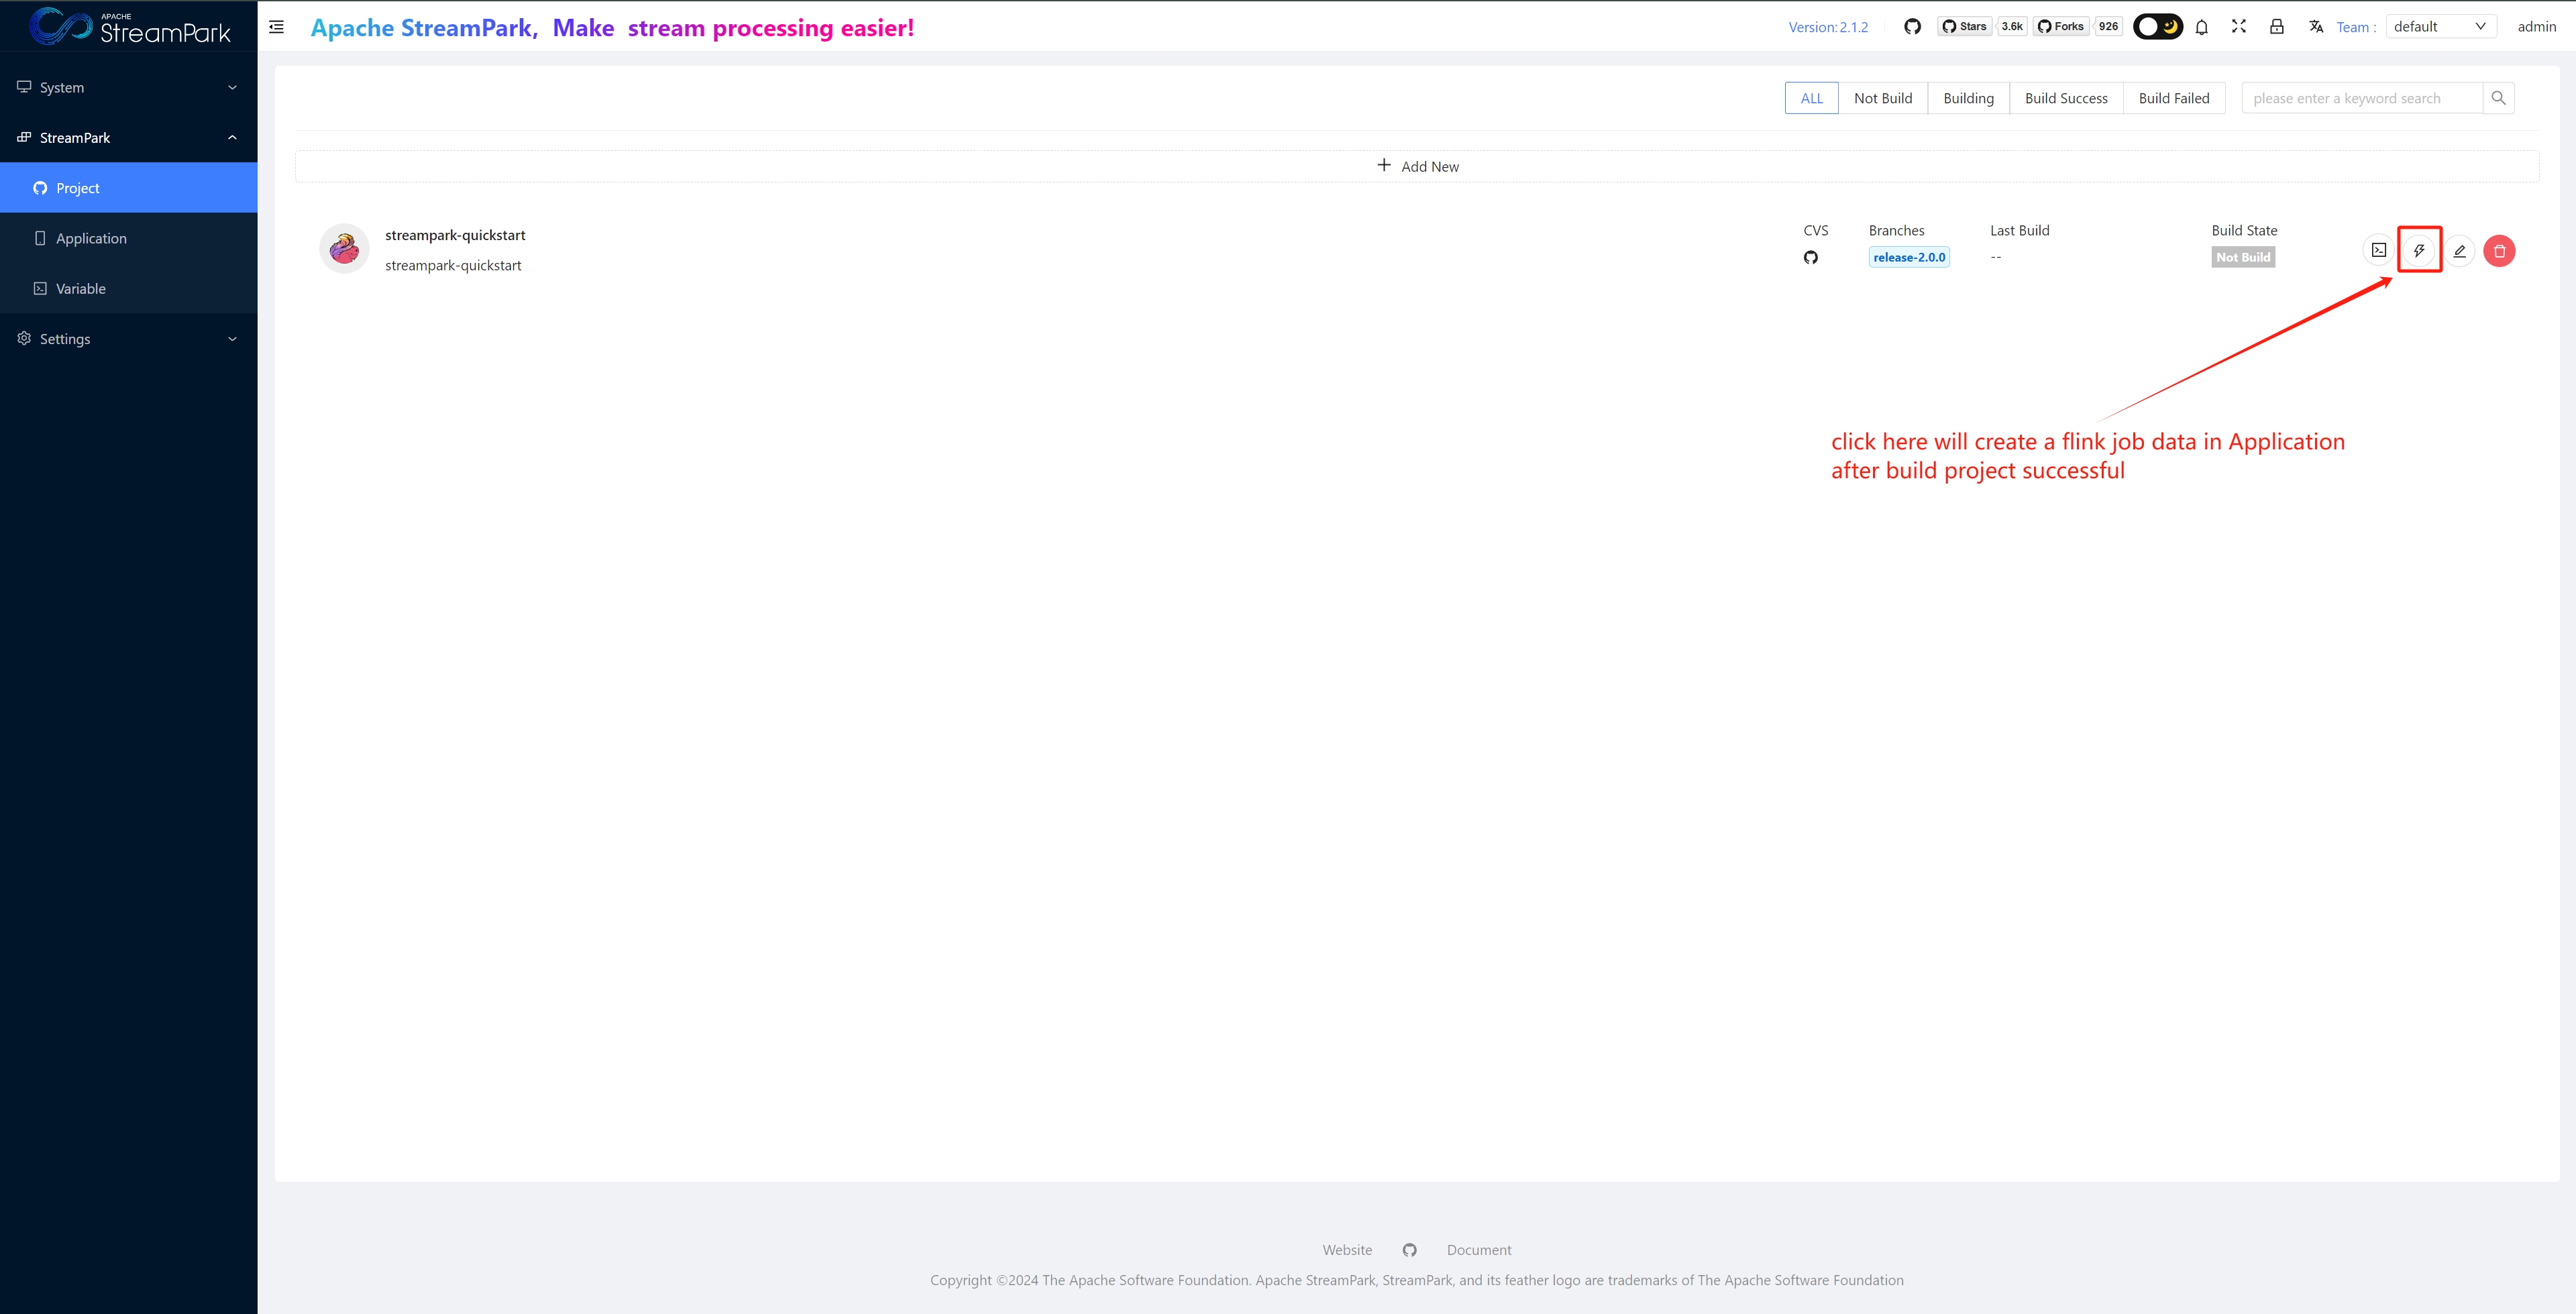 APACHE
StreamPark
Apache StreamPark, Make stream processing easier!
Version: 2.1.2
Stars
3.6k
Forks
926
Team :
default
admin
System
StreamPark
Project
Application
Variable
Settings
ALL
Not Build
Building
Build Success
Build Failed
please enter a keyword search
Add New
streampark-quickstart
streampark-quickstart
CVS
Branches
release-2.0.0
Last Build
--
Build State
Not Build
click here will create a flink job data in Application
after build project successful
Website
Document
Copyright ©2024 The Apache Software Foundation. Apache StreamPark, StreamPark, and its feather logo are trademarks of The Apache Software Foundation